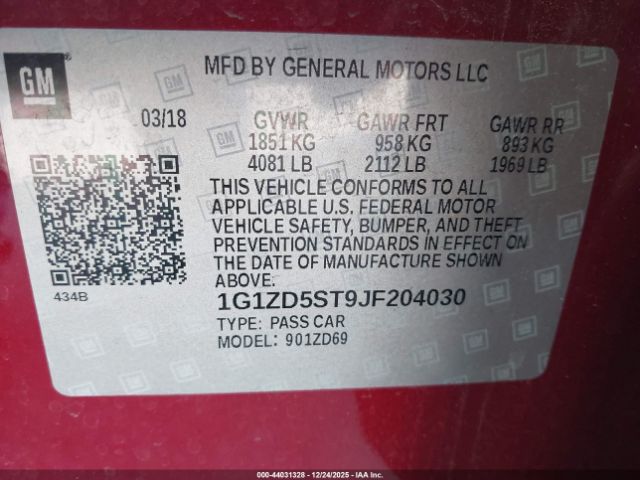 GM
MFD BY GENERAL MOTORS LLC
03/18 GVWR GAWR FRT GAWR RR
1851 KG 958 KG 893 KG
4081 LB 2112 LB 1969 LB
THIS VEHICLE CONFORMS TO ALL
APPLICABLE U.S. FEDERAL MOTOR
VEHICLE SAFETY, BUMPER, AND THEFT
PREVENTION STANDARDS IN EFFECT ON
THE DATE OF MANUFACTURE SHOWN
ABOVE.
434B
1G1ZD5ST9JF204030
TYPE: PASS CAR
MODEL: 901ZD69
000-44031328 - 12/24/2025 - IAA Inc.